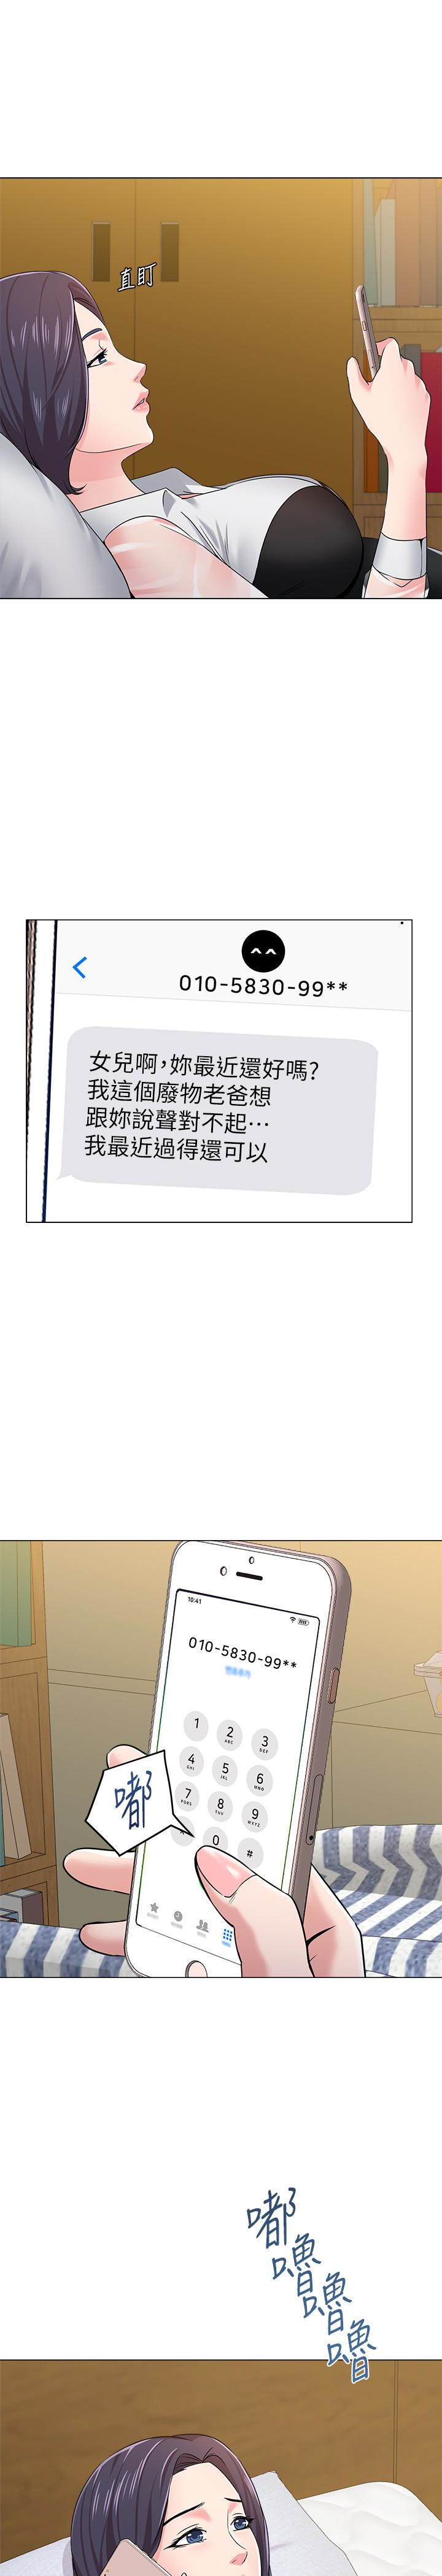 直盯
010-5830-99**
女兒啊,妳最近還好嗎?
我這個廢物老爸想
跟妳說聲對不起…
我最近過得還可以
10:41
010-5830-99**
1
2
ABC
3
DEF
4
GHI
5
JKL
6
MNO
7
PQRS
8
TUV
9
WXYZ
0
#
嘟
嘟
嚕
嚕
嚕